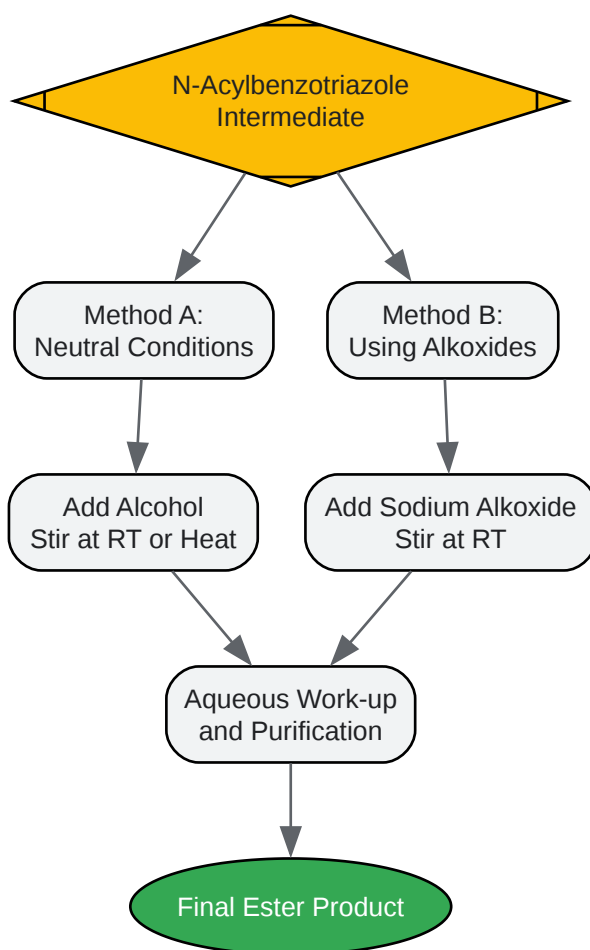 N-Acylbenzotriazole
Intermediate
Method A:
Neutral Conditions
Method B:
Using Alkoxides
Add Alcohol
Stir at RT or Heat
Add Sodium Alkoxide
Stir at RT
Aqueous Work-up
and Purification
Final Ester Product